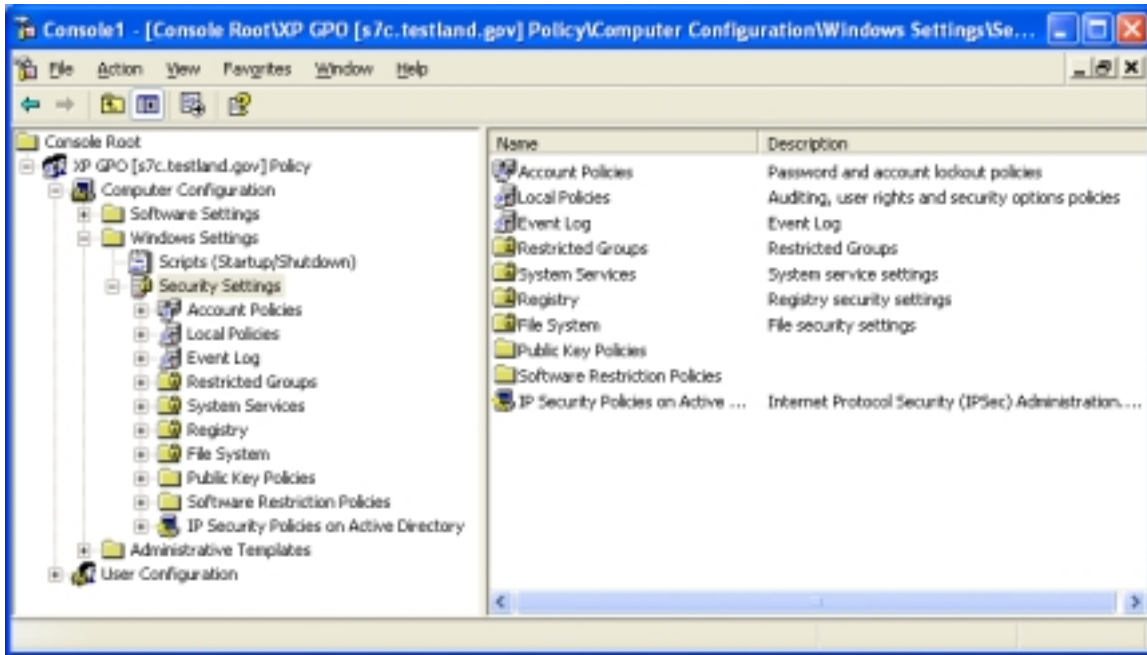 Console1 - [Console Root\XP GPO [s7c.testland.gov] Policy\Computer Configuration\Windows Settings\Se...
File Action View Favorites Window Help
Console Root
XP GPO [s7c.testland.gov] Policy
Computer Configuration
Software Settings
Windows Settings
Scripts (Startup/Shutdown)
Security Settings
Account Policies
Local Policies
Event Log
Restricted Groups
System Services
Registry
File System
Public Key Policies
Software Restriction Policies
IP Security Policies on Active Directory
Administrative Templates
User Configuration
Name Description
Account Policies Password and account lockout policies
Local Policies Auditing, user rights and security options policies
Event Log Event Log
Restricted Groups Restricted Groups
System Services System service settings
Registry Registry security settings
File System File security settings
Public Key Policies
Software Restriction Policies
IP Security Policies on Active ... Internet Protocol Security (IPSec) Administration....